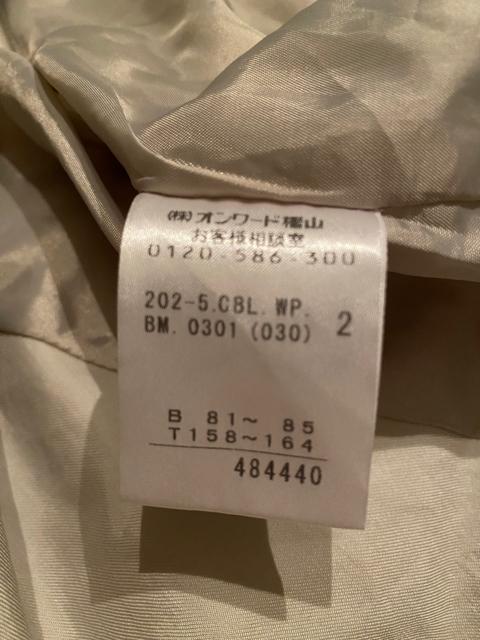 (株)オンワード樫山
お客様相談室
0120-586-300
202-5.CBL.WP.
BM.0301(030) 2
B 81～ 85
T158～164
484440